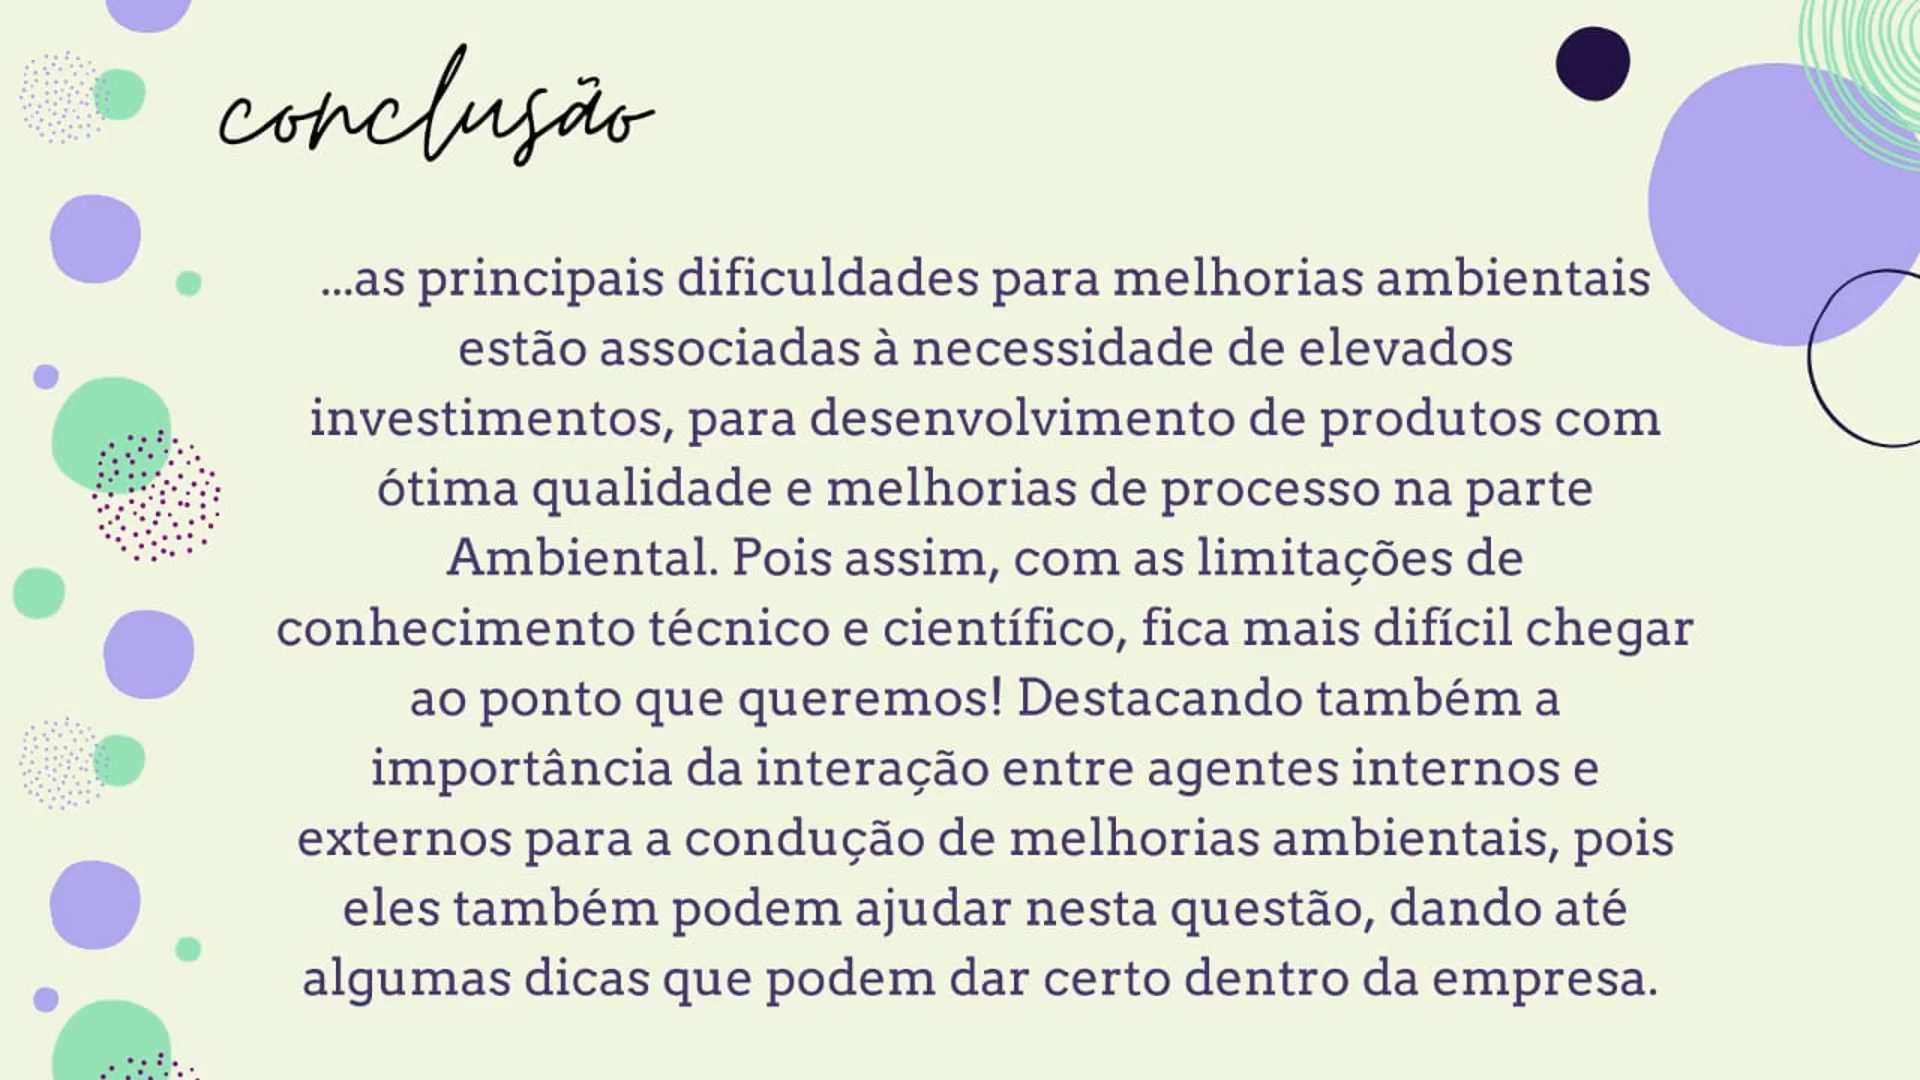 conclusão
...as principais dificuldades para melhorias ambientais
estão associadas à necessidade de elevados
investimentos, para desenvolvimento de produtos com
ótima qualidade e melhorias de processo na parte
Ambiental. Pois assim, com as limitações de
conhecimento técnico e científico, fica mais difícil chegar
ao ponto que queremos! Destacando também a
importância da interação entre agentes internos e
externos para a condução de melhorias ambientais, pois
eles também podem ajudar nesta questão, dando até
algumas dicas que podem dar certo dentro da empresa.